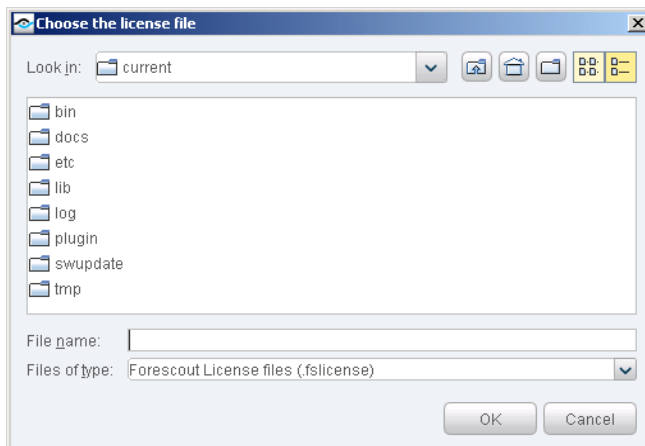 Choose the license file
Look in: current
bin
docs
etc
lib
log
plugin
swupdate
tmp
File name:
Files of type: Forescout License files (.fslicense)
OK Cancel